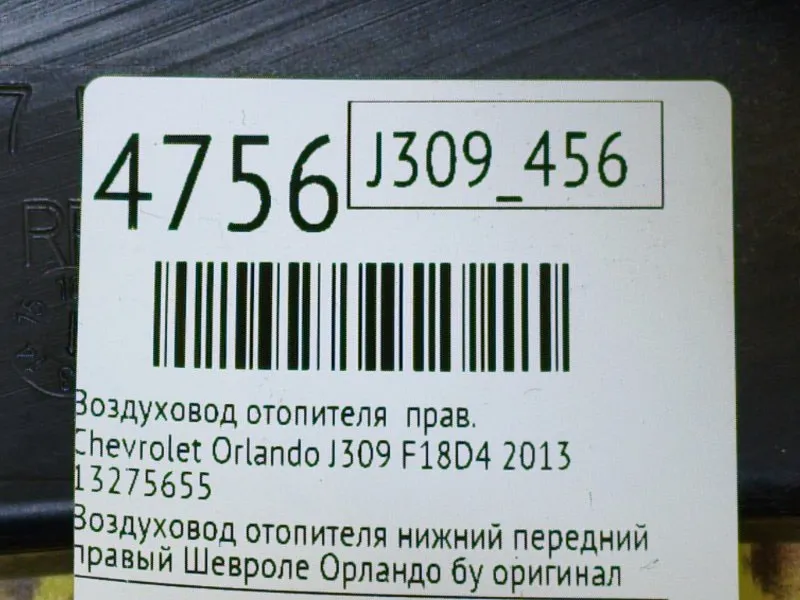 4756
J309_456
Воздуховод отопителя прав.
Chevrolet Orlando J309 F18D4 2013
13275655
Воздуховод отопителя нижний передний
правый Шевроле Орландо бу оригинал